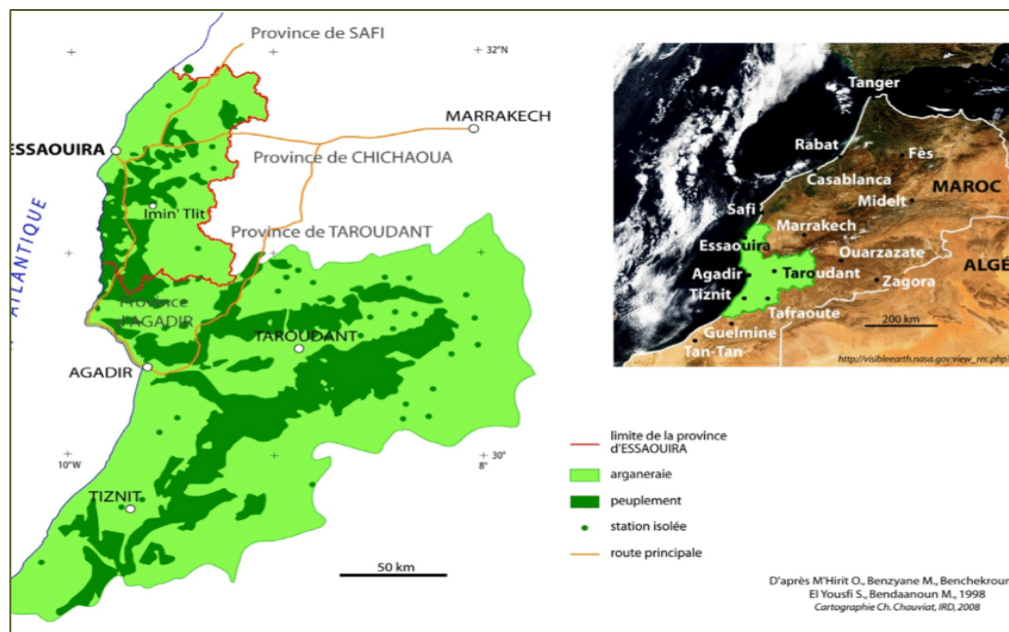 Province de SAFI
32°N
MARRAKECH
ESSAOUIRA
Province de CHICHAOUA
Imin' Tlit
Province de TAROUDANT
ATLANTIQUE
Province
d'AGADIR
TAROUDANT
AGADIR
10°W
8°
30°
TIZNIT
50 km
Tanger
Rabat
Fès
Casablanca
MAROC
Midelt
Safi
Marrakech
Essaouira
Ouarzazate
ALGÉ
Agadir
Taroudant
Zagora
Tiznit
Tafraoute
200 km
Guelmine
Tan-Tan
http://visibleearth.nasa.gov:view_rec.php
limite de la province
d'ESSAOUIRA
arganeraie
peuplement
station isolée
route principale
D'après M'Hirit O., Benzyane M., Benchekroun
El Yousfi S., Bendaanoun M., 1998
Cartographie Ch. Chauviat, IRD, 2008